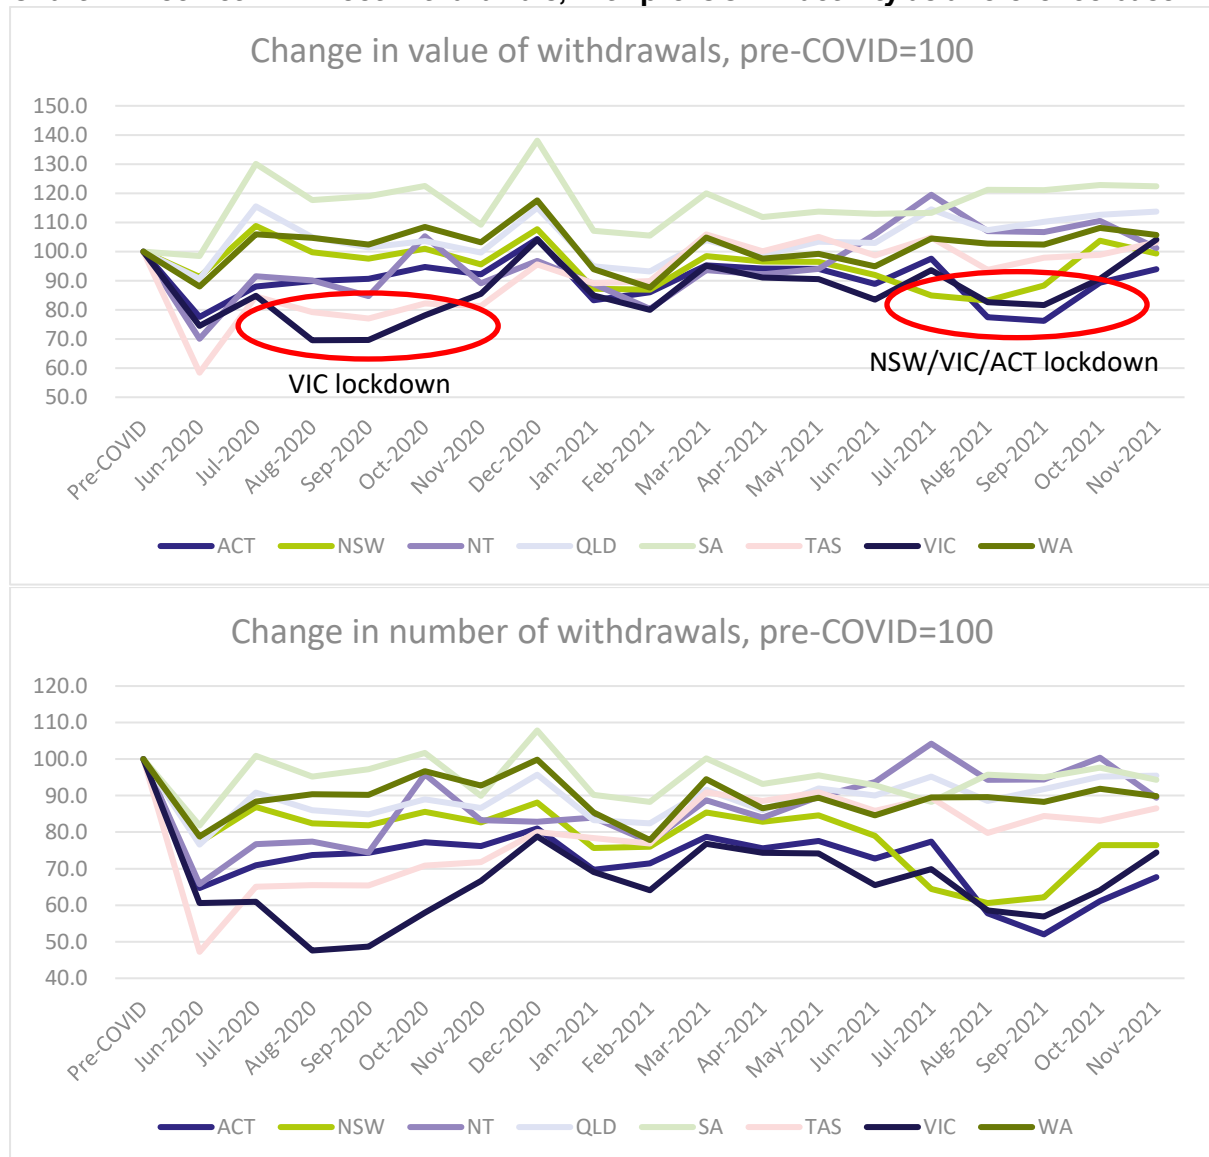 Change in value of withdrawals, pre-COVID=100
150.0
140.0
130.0
120.0
110.0
100.0
90.0
80.0
70.0
60.0
50.0
VIC lockdown
NSW/VIC/ACT lockdown
Pre-COVID
Jun-2020
Jul-2020
Aug-2020
Sep-2020
Oct-2020
Nov-2020
Dec-2020
Jan-2021
Feb-2021
Mar-2021
Apr-2021
May-2021
Jun-2021
Jul-2021
Aug-2021
Sep-2021
Oct-2021
Nov-2021
ACT NSW NT QLD SA TAS VIC WA
Change in number of withdrawals, pre-COVID=100
120.0
110.0
100.0
90.0
80.0
70.0
60.0
50.0
40.0
Pre-COVID
Jun-2020
Jul-2020
Aug-2020
Sep-2020
Oct-2020
Nov-2020
Dec-2020
Jan-2021
Feb-2021
Mar-2021
Apr-2021
May-2021
Jun-2021
Jul-2021
Aug-2021
Sep-2021
Oct-2021
Nov-2021
ACT NSW NT QLD SA TAS VIC WA